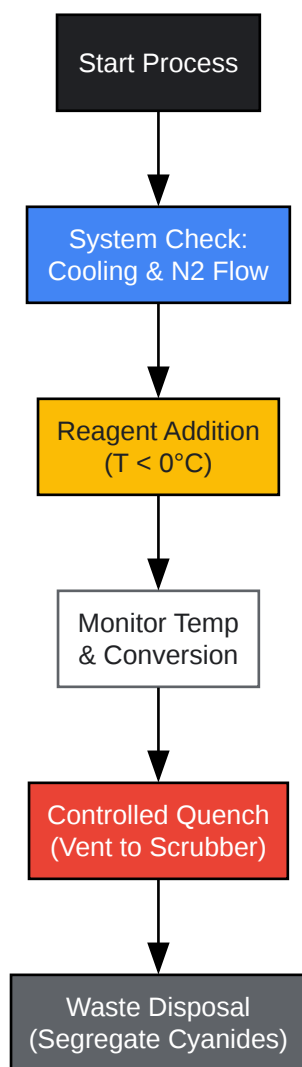 Start Process
System Check:
Cooling & N2 Flow
Reagent Addition
(T < 0°C)
Monitor Temp
& Conversion
Controlled Quench
(Vent to Scrubber)
Waste Disposal
(Segregate Cyanides)